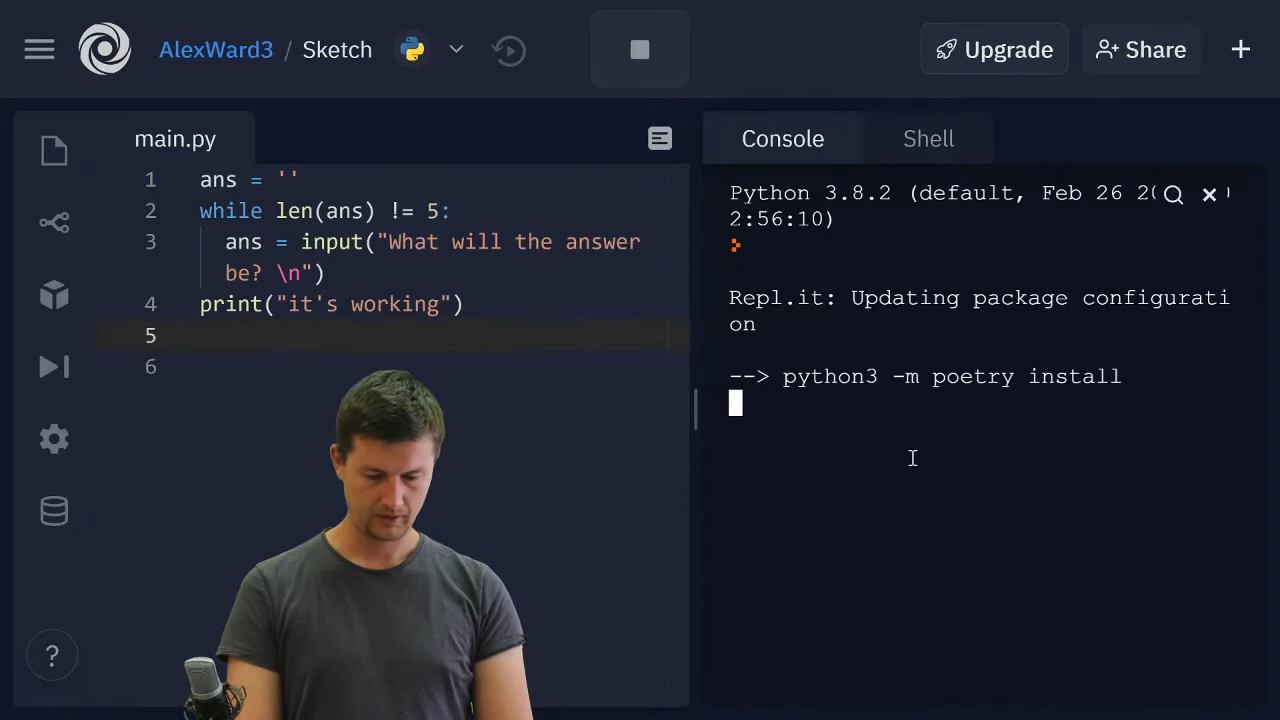 AlexWard3 / Sketch
Upgrade
Share
main.py
1 ans = ''
2 while len(ans) != 5:
3 ans = input("What will the answer
be? \n")
4 print("it's working")
5
6
?
Console
Shell
Python 3.8.2 (default, Feb 26 2
2:56:10)
Repl.it: Updating package configurati
on
--> python3 -m poetry install